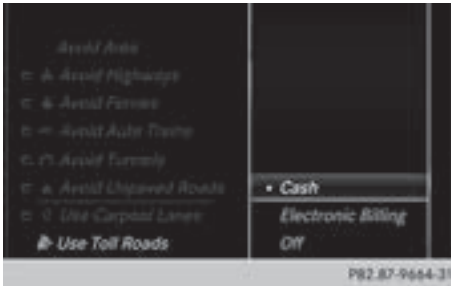 Avoid Area
Avoid Highways
Avoid Ferries
Avoid Auto Trains
Avoid Tunnels
Avoid Unpaved Roads
Use Carpool Lanes
Use Toll Roads
• Cash
Electronic Billing
Off
P82.87-9664-31